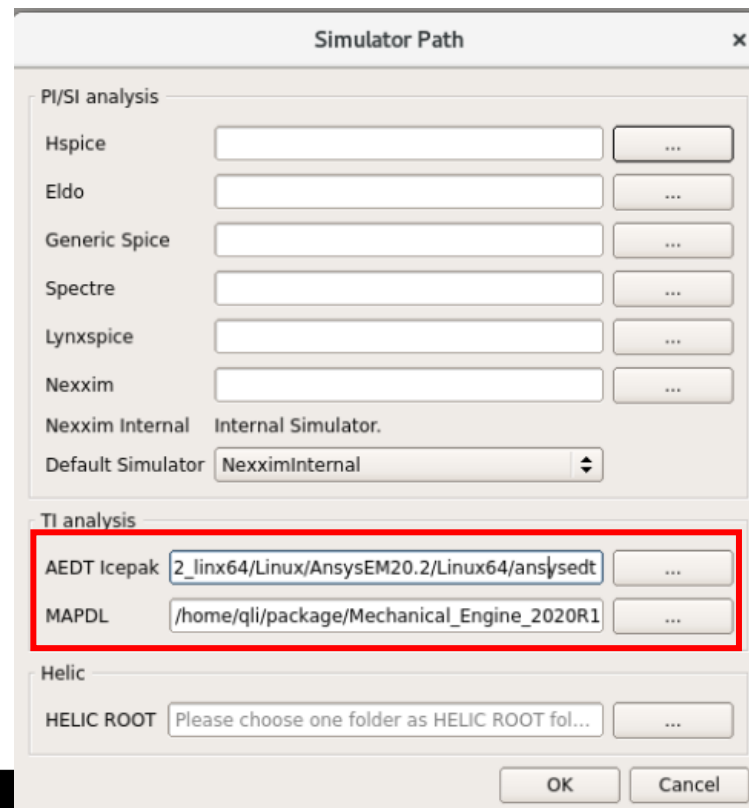 Simulator Path ×
PI/SI analysis
Hspice ...
Eldo ...
Generic Spice ...
Spectre ...
Lynxspice ...
Nexxim ...
Nexxim Internal Internal Simulator.
Default Simulator NexximInternal
TI analysis
AEDT Icepak 2_linx64/Linux/AnsysEM20.2/Linux64/ansysedt ...
MAPDL /home/qli/package/Mechanical_Engine_2020R1 ...
Helic
HELIC ROOT Please choose one folder as HELIC ROOT fol... ...
OK Cancel